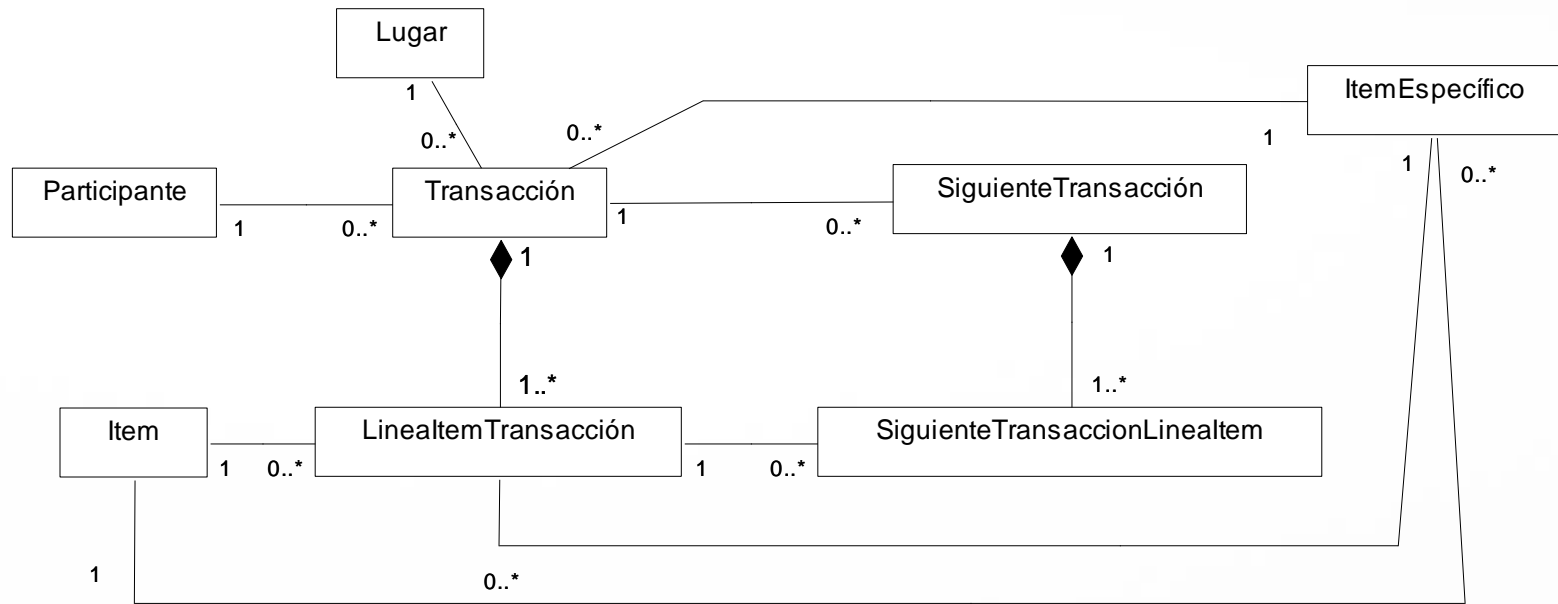 Lugar
ItemEspecífico
1
0..*
0..*
1
1
0..*
Participante
Transacción
SiguienteTransacción
1
0..*
1
0..*
1
1
1..*
1..*
Item
LineaItemTransacción
SiguienteTransaccionLineaItem
1
0..*
1
0..*
1
0..*